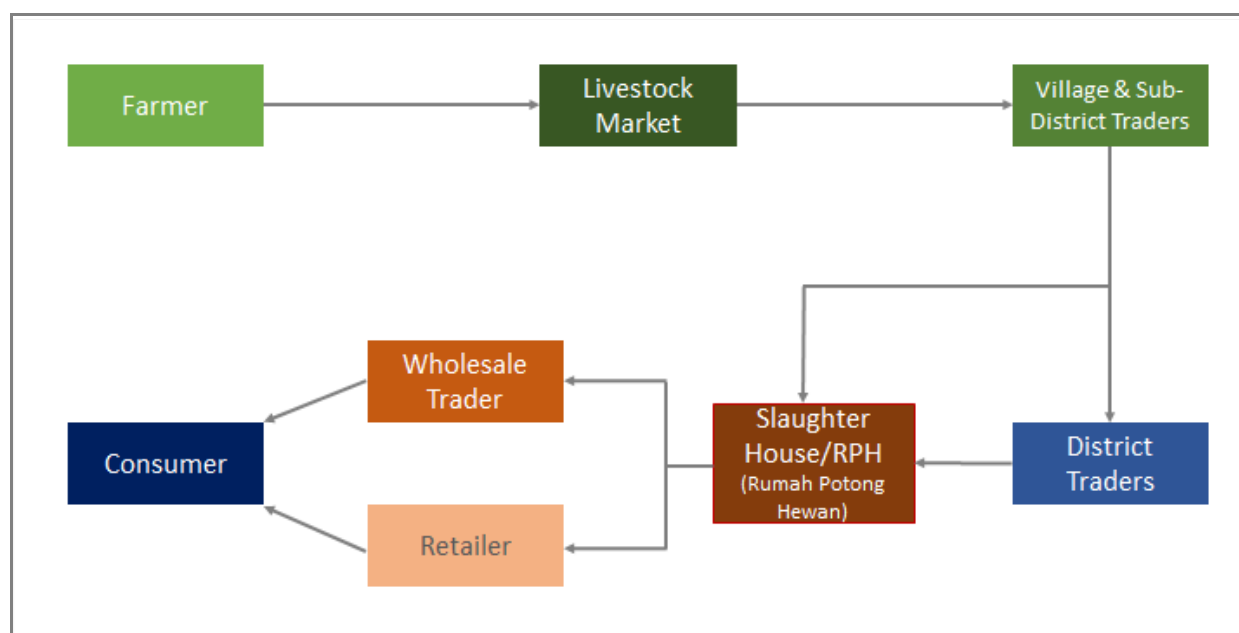 Farmer
Livestock
Market
Village & Sub-
District Traders
Wholesale
Trader
Consumer
Retailer
Slaughter
House/RPH
(Rumah Potong
Hewan)
District
Traders